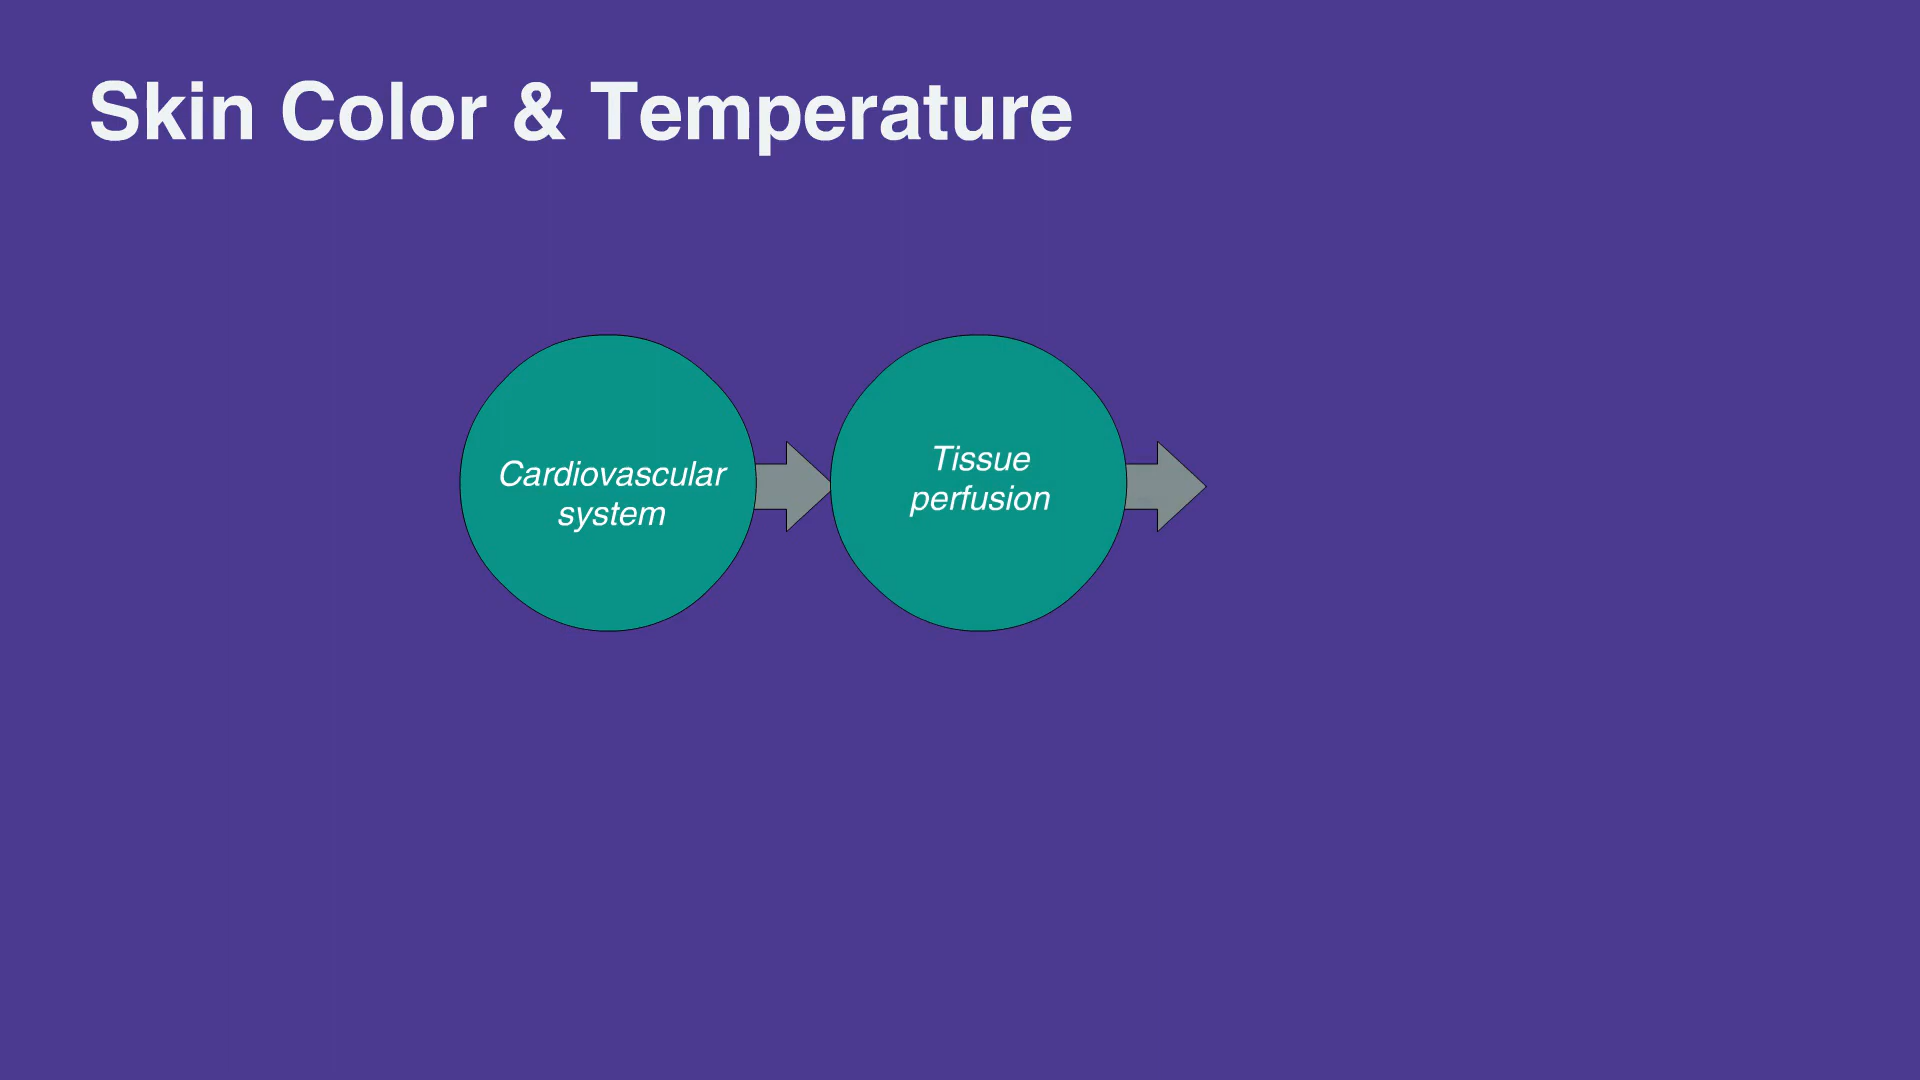 Skin Color & Temperature
Cardiovascular
system
Tissue
perfusion